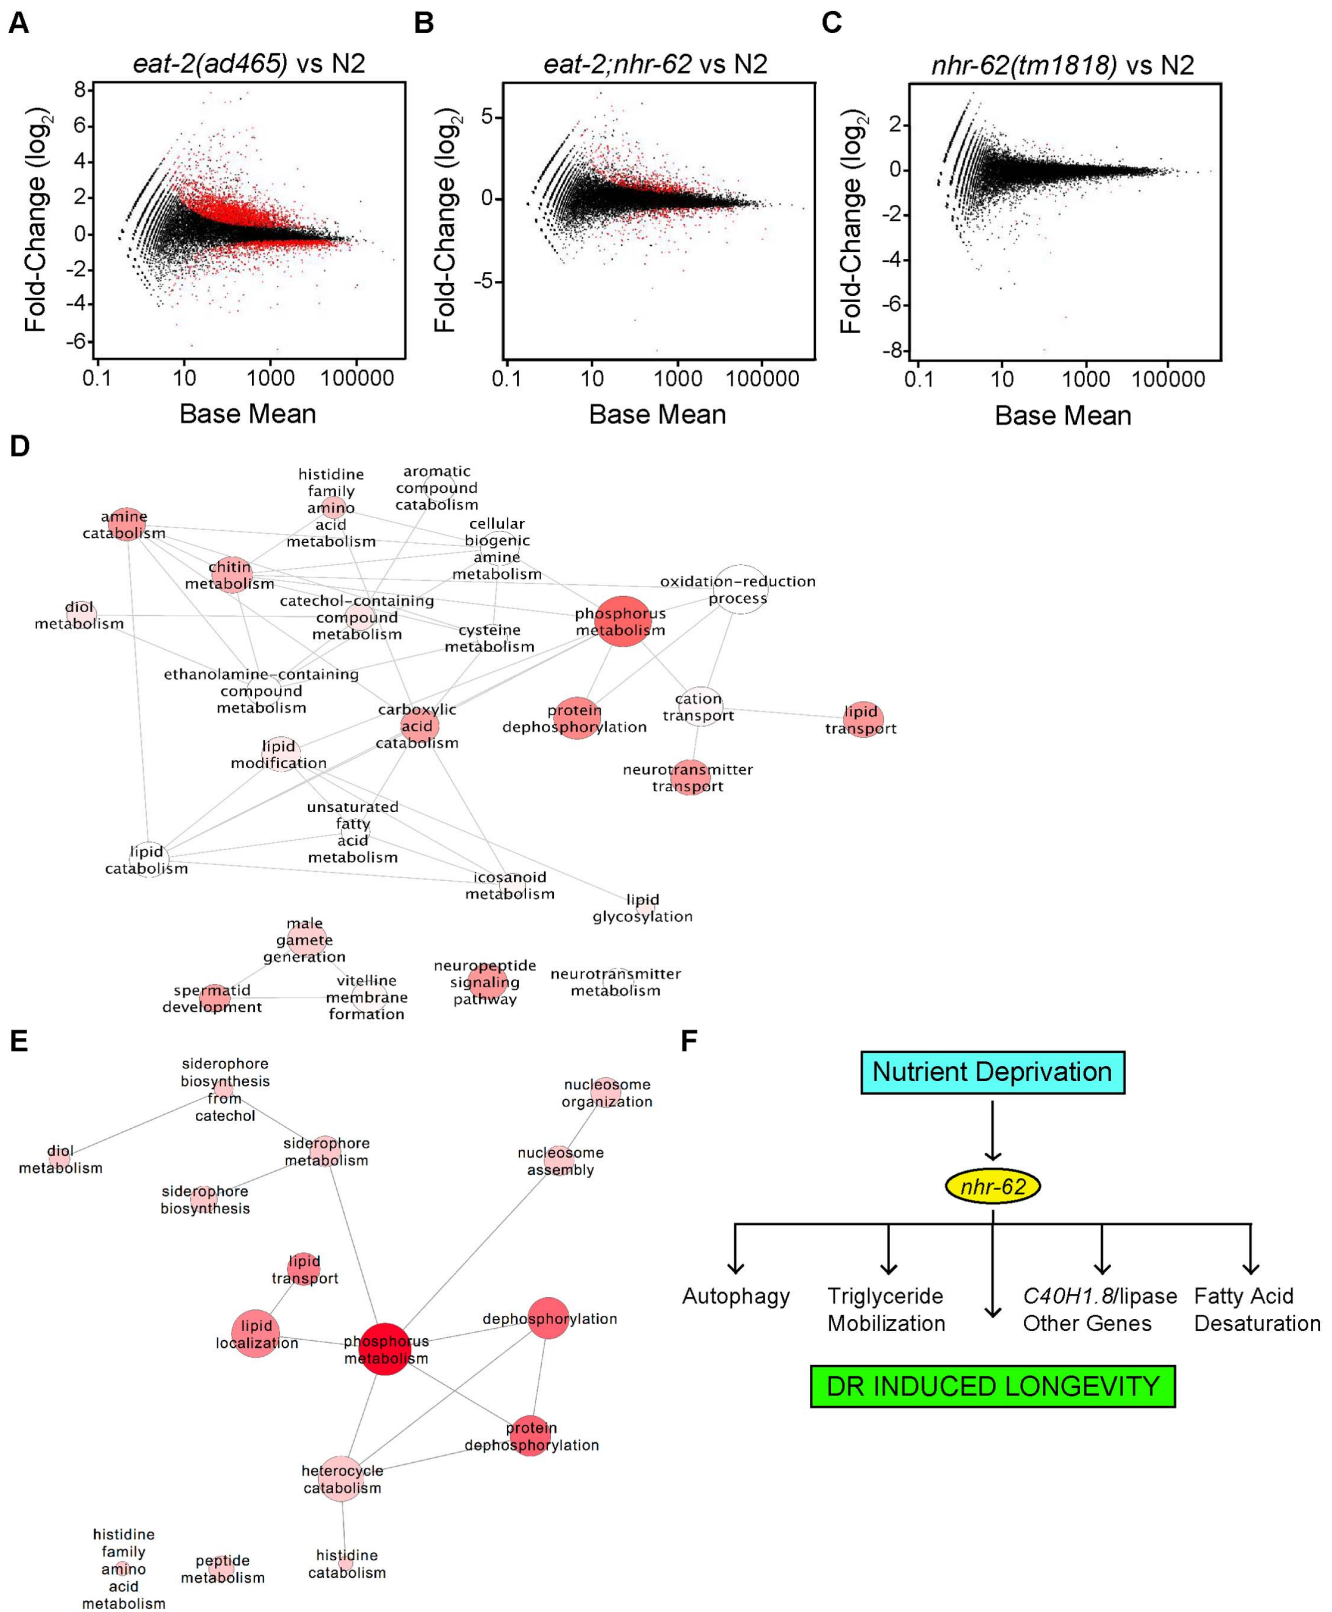 A
B
C
eat-2(ad465) vs N2
eat-2;nhr-62 vs N2
nhr-62(tm1818) vs N2
Fold-Change (log2)
8
6
4
2
0
-2
-4
-6
0.1
10
1000
100000
Base Mean
Fold-Change (log2)
5
0
-5
0.1
10
1000
100000
Base Mean
Fold-Change (log2)
2
0
-2
-4
-6
-8
0.1
10
1000
100000
Base Mean
D
histidine
family
amino
acid
metabolism
aromatic
compound
catabolism
amine
catabolism
cellular
biogenic
amine
metabolism
chitin
metabolism
oxidation-reduction
process
diol
metabolism
catechol-containing
compound
metabolism
phosphorus
metabolism
cysteine
metabolism
ethanolamine-containing
compound
metabolism
carboxylic
acid
catabolism
protein
dephosphorylation
cation
transport
lipid
transport
lipid
modification
neurotransmitter
transport
unsaturated
fatty
acid
metabolism
lipid
catabolism
icosanoid
metabolism
lipid
glycosylation
male
gamete
generation
spermatid
development
vitelline
membrane
formation
neuropeptide
signaling
pathway
neurotransmitter
metabolism
E
siderophore
biosynthesis
from
catechol
nucleosome
organization
diol
metabolism
siderophore
metabolism
nucleosome
assembly
siderophore
biosynthesis
lipid
transport
lipid
localization
phosphorus
metabolism
dephosphorylation
protein
dephosphorylation
heterocycle
catabolism
histidine
family
amino
acid
metabolism
peptide
metabolism
histidine
catabolism
F
Nutrient Deprivation
nhr-62
Autophagy
Triglyceride
Mobilization
C40H1.8/lipase
Other Genes
Fatty Acid
Desaturation
DR INDUCED LONGEVITY